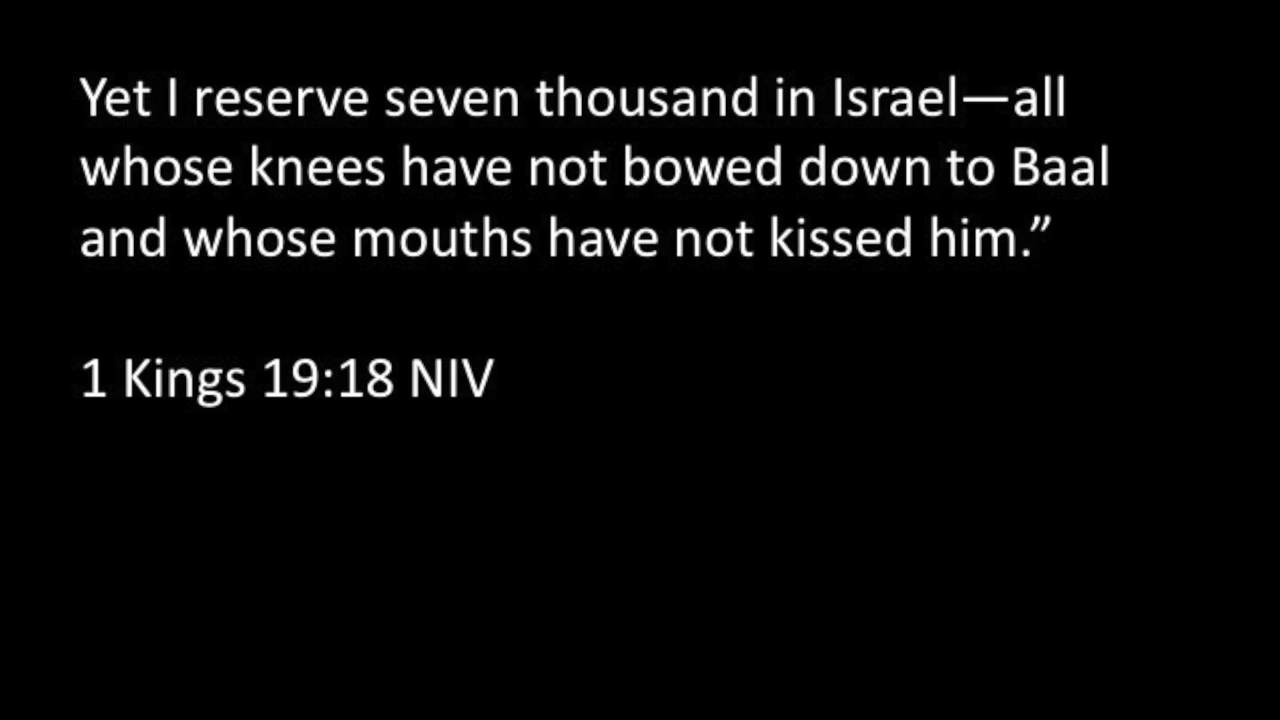 Yet I reserve seven thousand in Israel—all
whose knees have not bowed down to Baal
and whose mouths have not kissed him.”
1 Kings 19:18 NIV